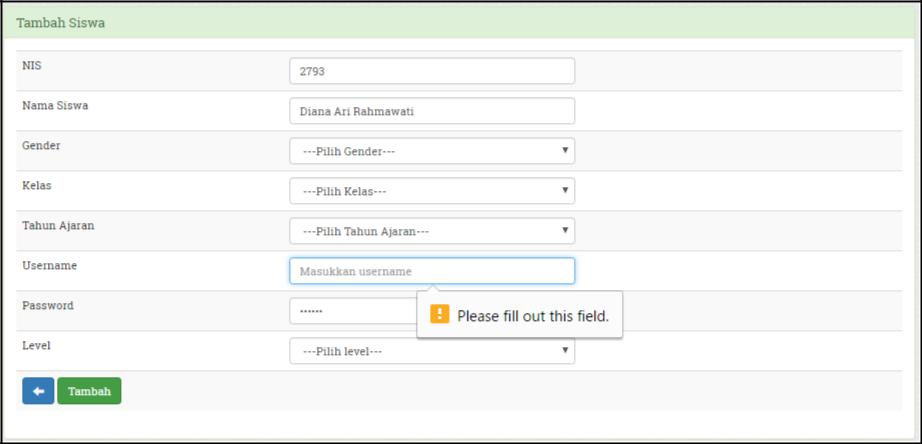 Tambah Siswa
NIS
2793
Nama Siswa
Diana Ari Rahmawati
Gender
---Pilih Gender---
Kelas
---Pilih Kelas---
Tahun Ajaran
---Pilih Tahun Ajaran---
Username
Masukkan username
Password
••••••
Please fill out this field.
Level
---Pilih level---
Tambah